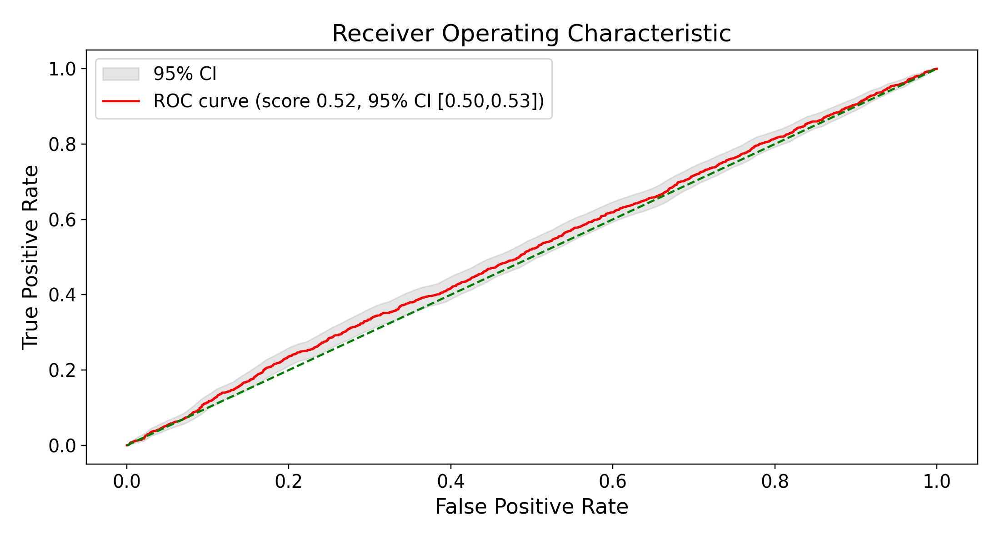 Receiver Operating Characteristic
95% CI
ROC curve (score 0.52, 95% CI [0.50,0.53])
True Positive Rate
1.0
0.8
0.6
0.4
0.2
0.0
0.0 0.2 0.4 0.6 0.8 1.0
False Positive Rate